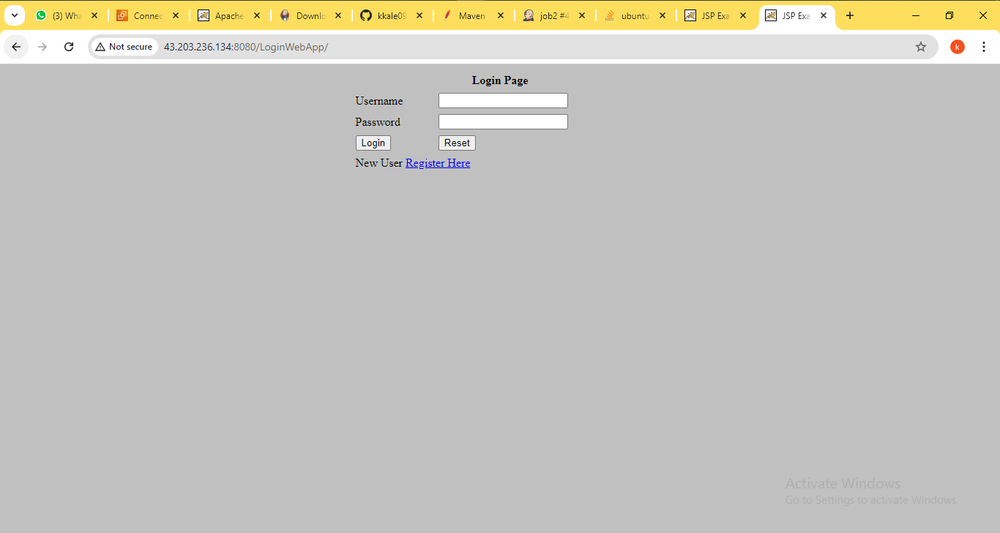 (3) Wha Connec Apache Downlo kkale09 Maven job2 #4 ubuntu JSP Exa JSP Exa
Not secure 43.203.236.134:8080/LoginWebApp/ k
Login Page
Username
Password
Login Reset
New User Register Here
Activate Windows
Go to Settings to activate Windows.